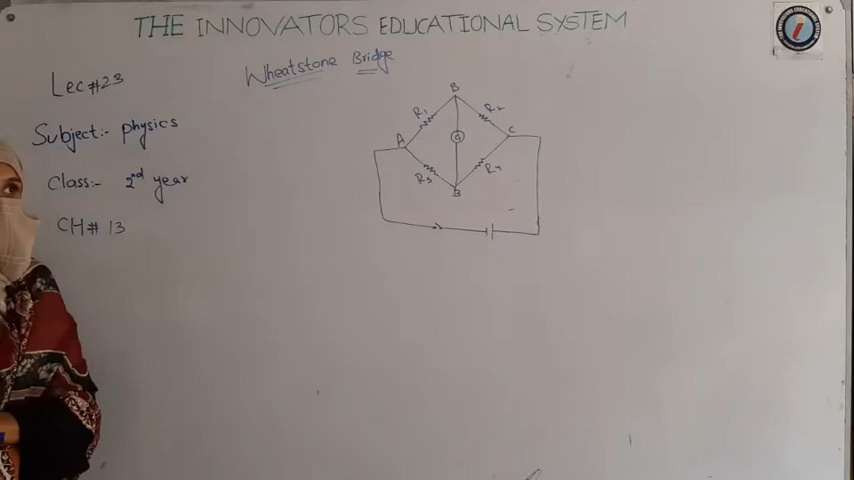 THE INNOVATORS EDUCATIONAL SYSTEM
Lec#23
Wheatstone Bridge
Subject:- physics
Class:- 2nd year
CH# 13
B
R1
R2
A
G
C
R3
R4
B